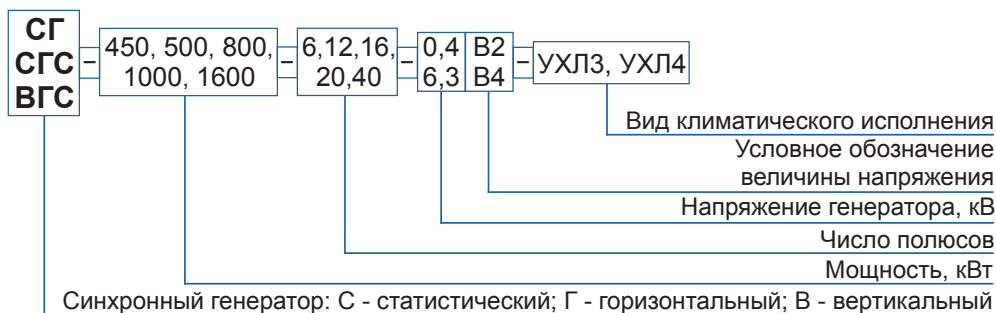 СГ
СГС
ВГС
–
450, 500, 800,
1000, 1600
–
6,12,16,
20,40
–
0,4
6,3
В2
В4
–
УХЛ3, УХЛ4
Вид климатического исполнения
Условное обозначение
величины напряжения
Напряжение генератора, кВ
Число полюсов
Мощность, кВт
Синхронный генератор: С - статистический; Г - горизонтальный; В - вертикальный